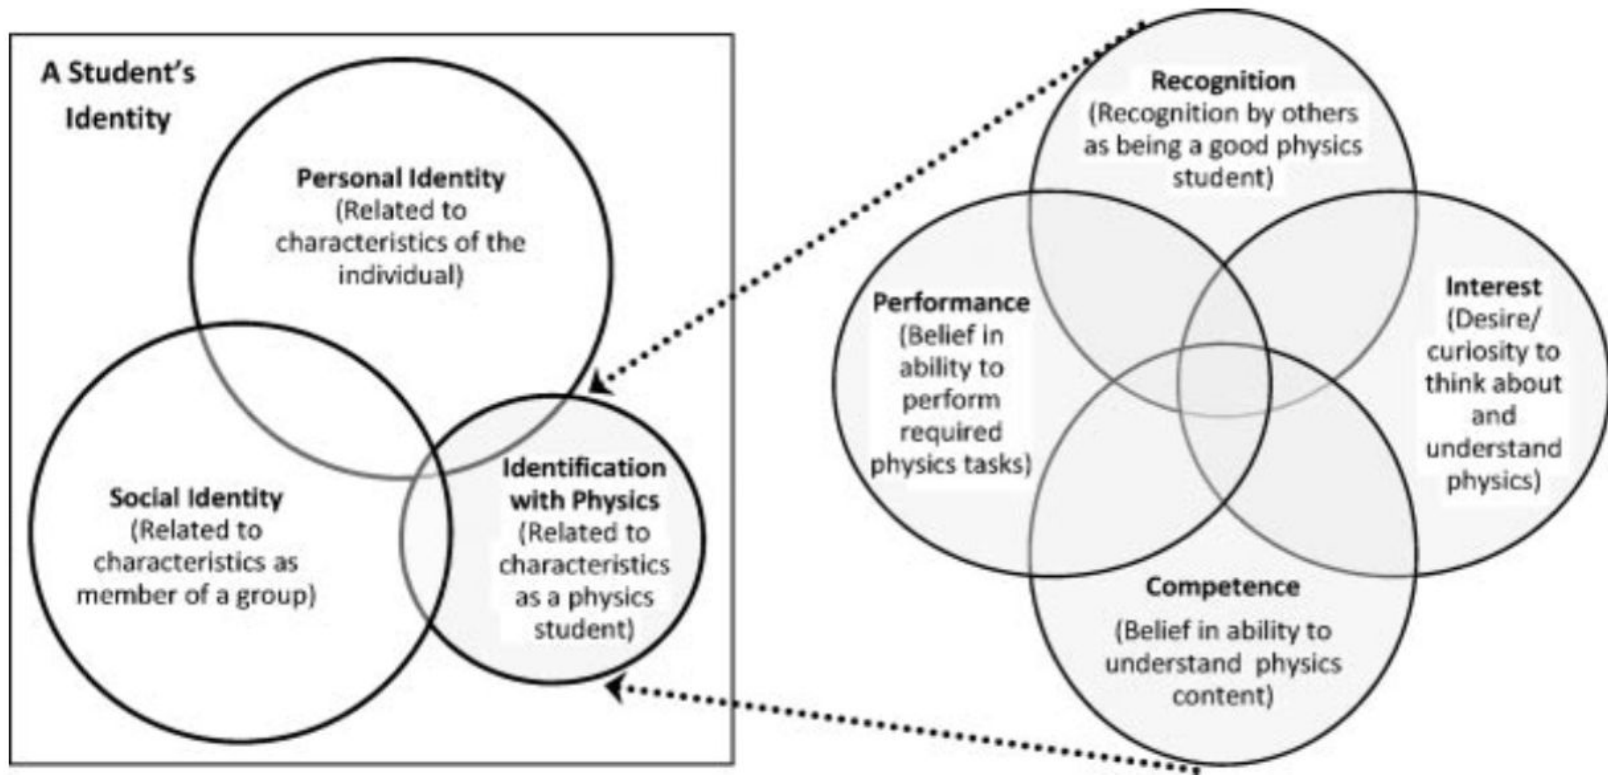 A Student's
Identity
Personal Identity
(Related to
characteristics of the
individual)
Social Identity
(Related to
characteristics as
member of a group)
Identification
with Physics
(Related to
characteristics
as a physics
student)
Recognition
(Recognition by others
as being a good physics
student)
Performance
(Belief in
ability to
perform
required
physics tasks)
Interest
(Desire/
curiosity to
think about
and
understand
physics)
Competence
(Belief in ability to
understand physics
content)